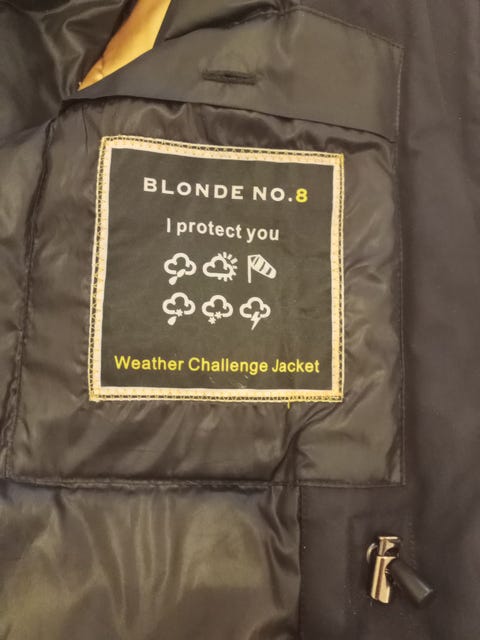 BLONDE NO.8
I protect you
Weather Challenge Jacket